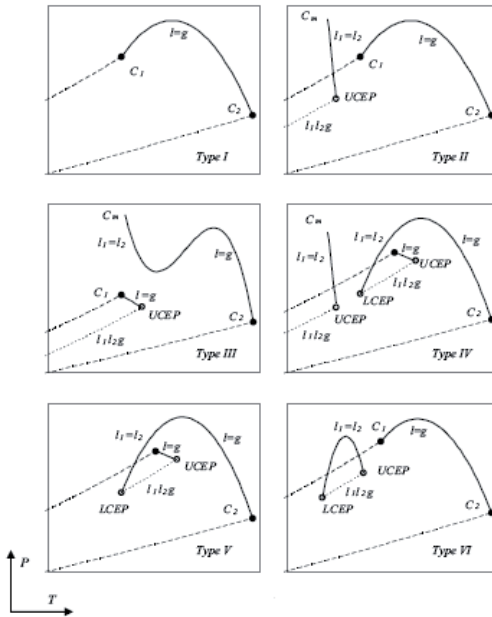 l=g
C1
C2
Type I
Cm
l1=l2
l=g
C1
UCEP
l1l2g
C2
Type II
Cm
l1=l2
l=g
C1
l=g
UCEP
l1l2g
C2
Type III
Cm
l1=l2
l1=l2
l=g
l=g
UCEP
LCEP
l1l2g
UCEP
l1l2g
C2
Type IV
l1=l2
l=g
l=g
UCEP
l1l2g
LCEP
C2
Type V
l1=l2
C1
l=g
UCEP
l1l2g
LCEP
C2
Type VI
P
T